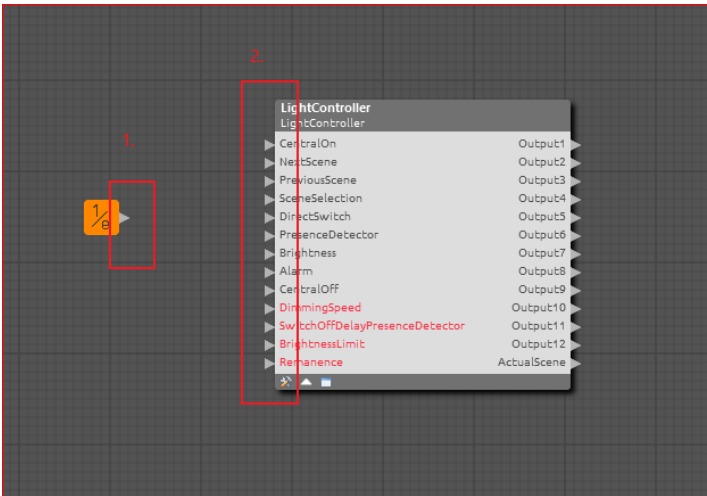 2.
LightController
LightController
1.
CentralOn Output1
NextScene Output2
PreviousScene Output3
SceneSelection Output4
1/e DirectSwitch Output5
PresenceDetector Output6
Brightness Output7
Alarm Output8
CentralOff Output9
DimmingSpeed Output10
SwitchOffDelayPresenceDetector Output11
BrightnessLimit Output12
Remanence ActualScene